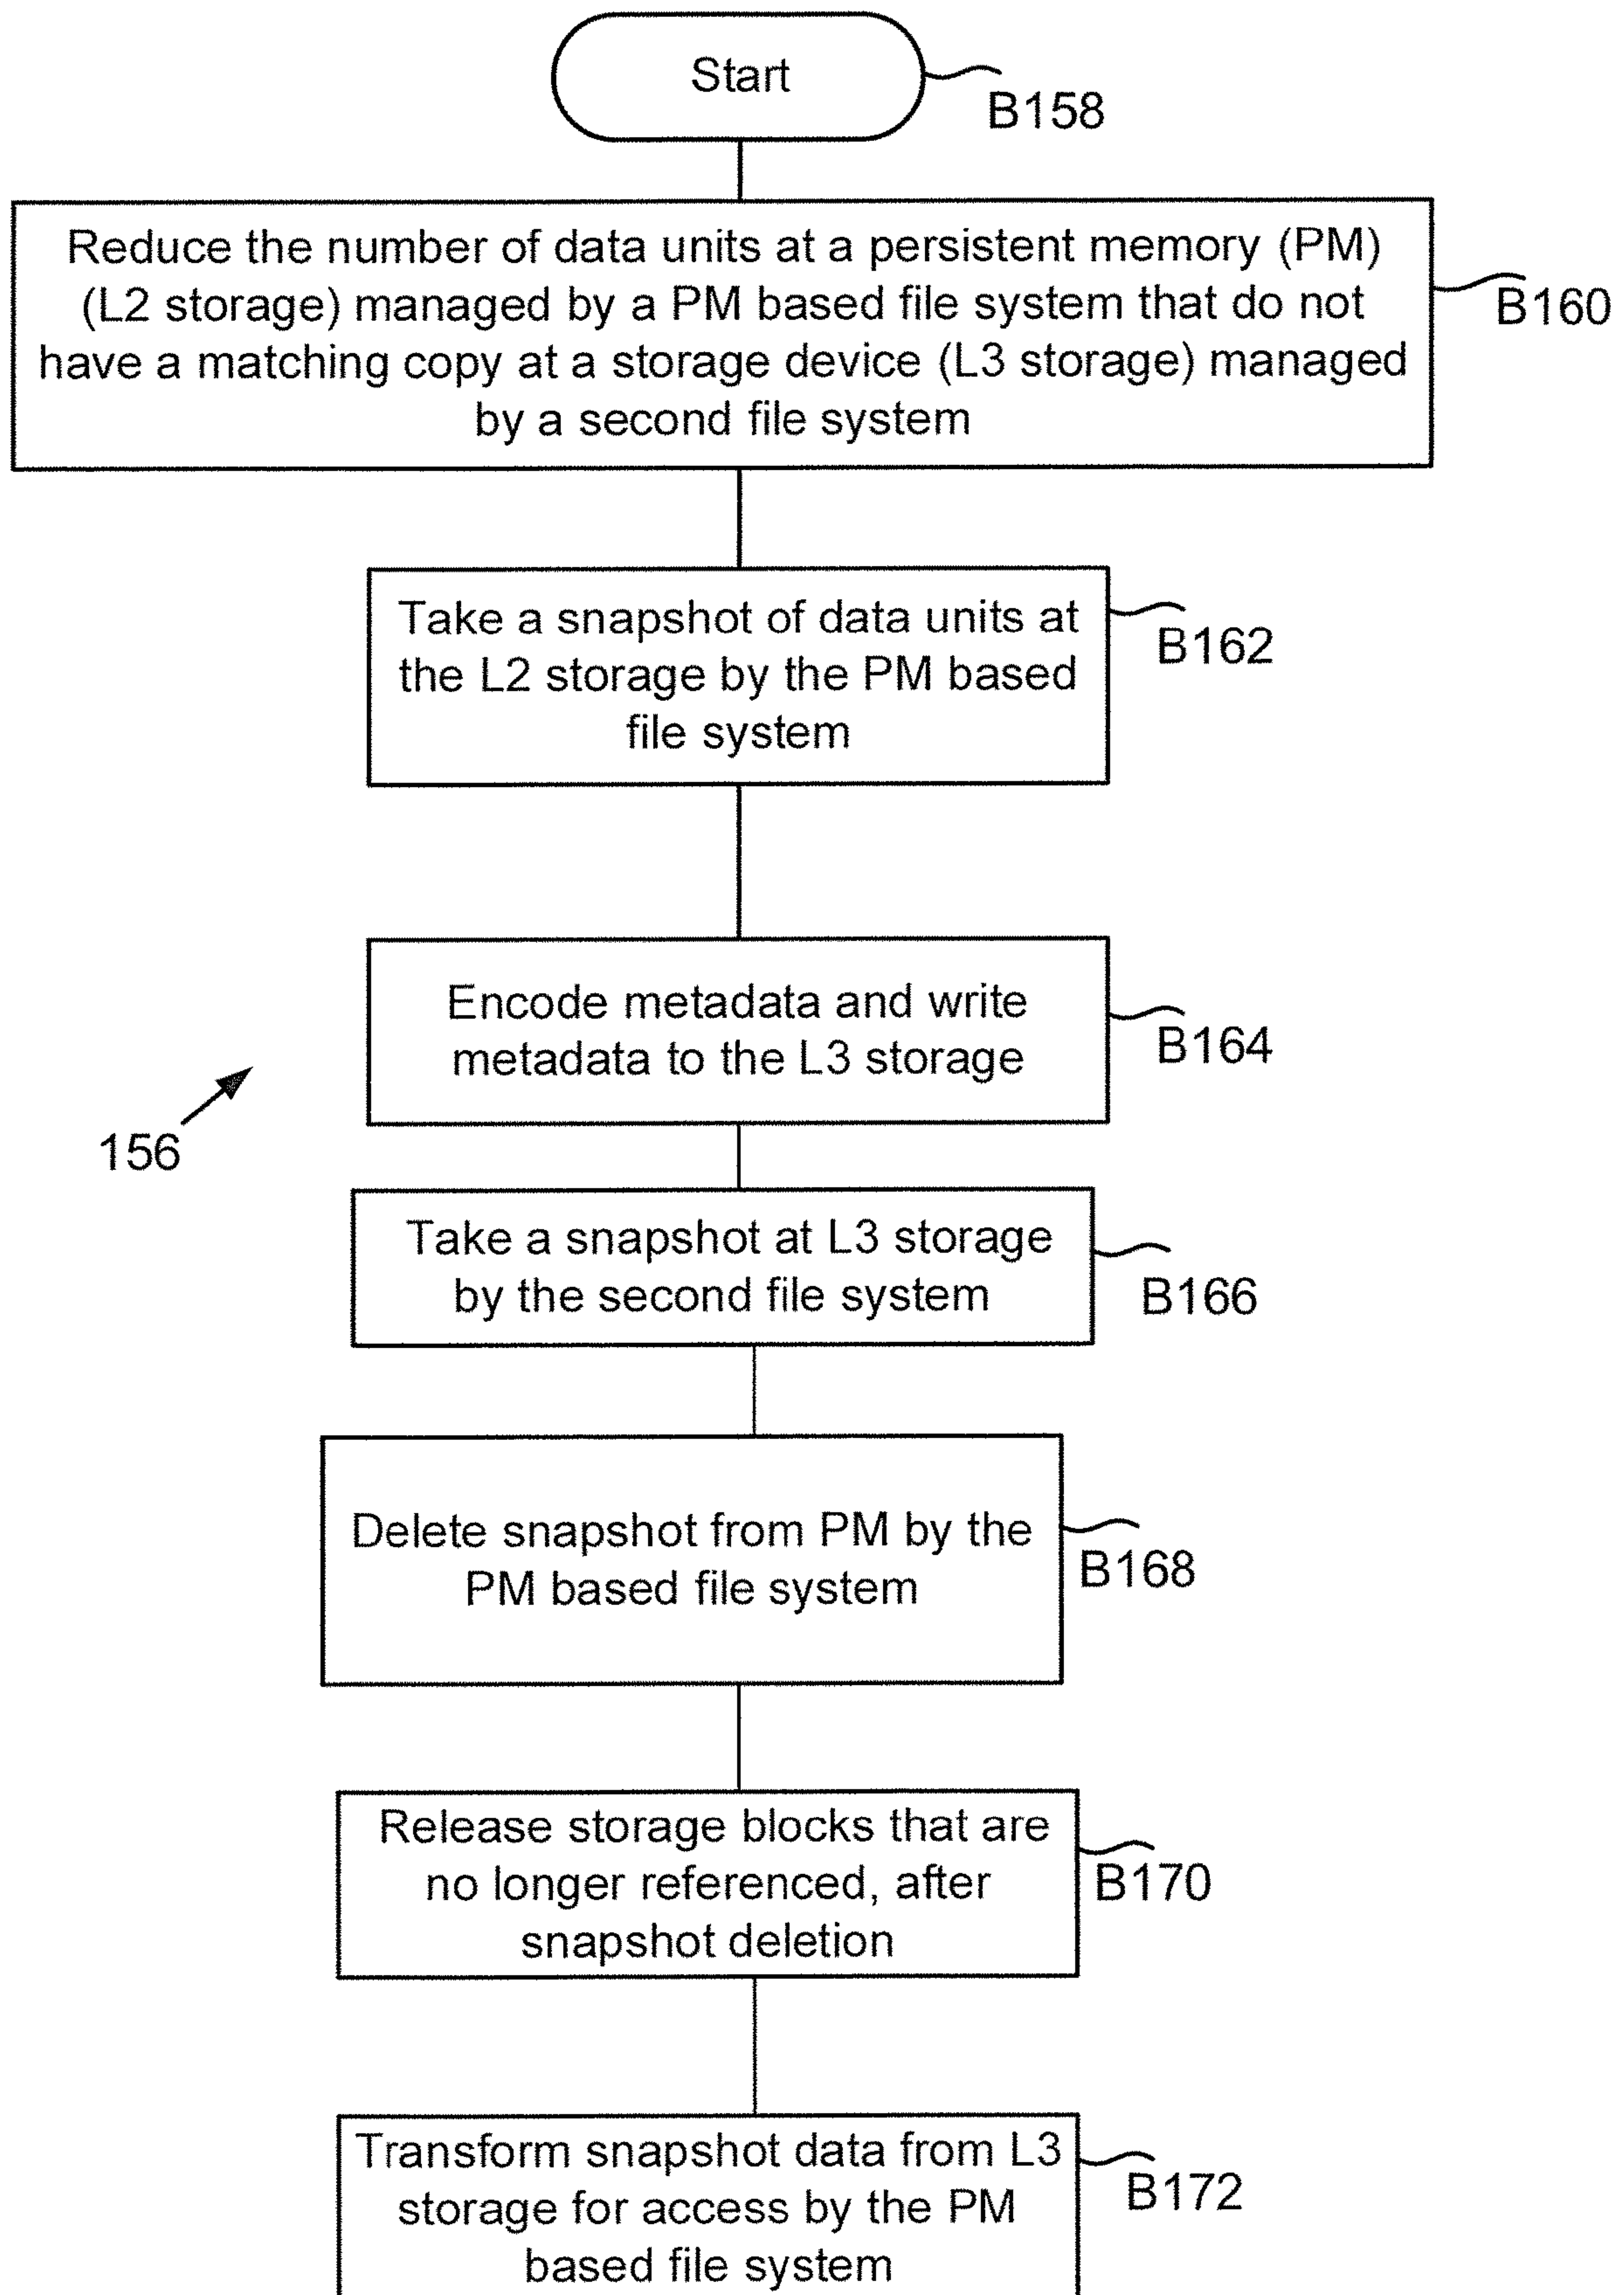 Start
B158
Reduce the number of data units at a persistent memory (PM)
(L2 storage) managed by a PM based file system that do not
have a matching copy at a storage device (L3 storage) managed
by a second file system
B160
Take a snapshot of data units at
the L2 storage by the PM based
file system
B162
Encode metadata and write
metadata to the L3 storage
B164
156
Take a snapshot at L3 storage
by the second file system
B166
Delete snapshot from PM by the
PM based file system
B168
Release storage blocks that are
no longer referenced, after
snapshot deletion
B170
Transform snapshot data from L3
storage for access by the PM
based file system
B172